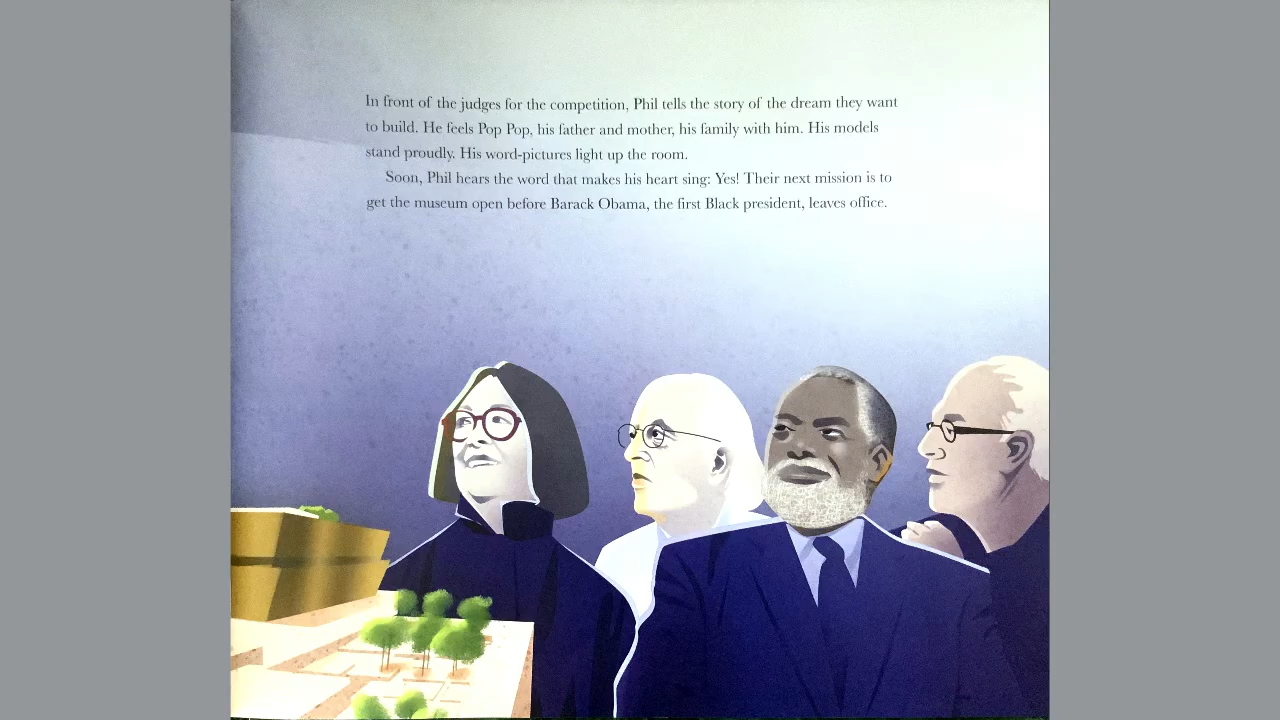 In front of the judges for the competition, Phil tells the story of the dream they want
to build. He feels Pop Pop, his father and mother, his family with him. His models
stand proudly. His word-pictures light up the room.
Soon, Phil hears the word that makes his heart sing: Yes! Their next mission is to
get the museum open before Barack Obama, the first Black president, leaves office.